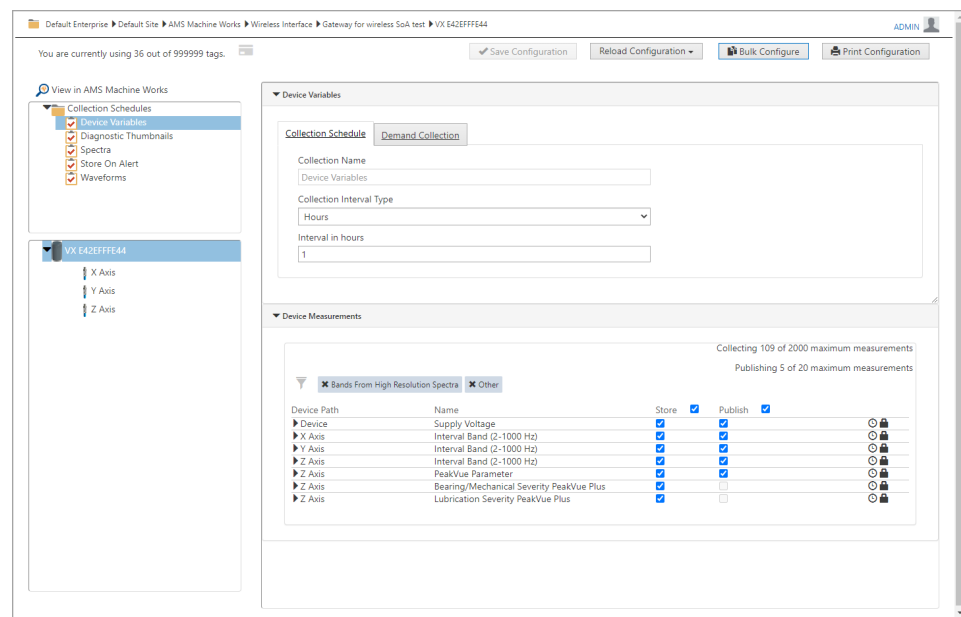 Default Enterprise Default Site AMS Machine Works Wireless Interface Gateway for wireless SoA test VX E42EFFFE44
ADMIN
You are currently using 36 out of 999999 tags.
Save Configuration Reload Configuration Bulk Configure Print Configuration
View in AMS Machine Works
Collection Schedules
Device Variables
Diagnostic Thumbnails
Spectra
Store On Alert
Waveforms
VX E42EFFFE44
X Axis
Y Axis
Z Axis
Device Variables
Collection Schedule Demand Collection
Collection Name
Device Variables
Collection Interval Type
Hours
Interval in hours
1
Device Measurements
Collecting 109 of 2000 maximum measurements
Publishing 5 of 20 maximum measurements
Bands From High Resolution Spectra Other
Device Path Name Store Publish
Device Supply Voltage
X Axis Interval Band (2-1000 Hz)
Y Axis Interval Band (2-1000 Hz)
Z Axis Interval Band (2-1000 Hz)
Z Axis PeakVue Parameter
Z Axis Bearing/Mechanical Severity PeakVue Plus
Z Axis Lubrication Severity PeakVue Plus